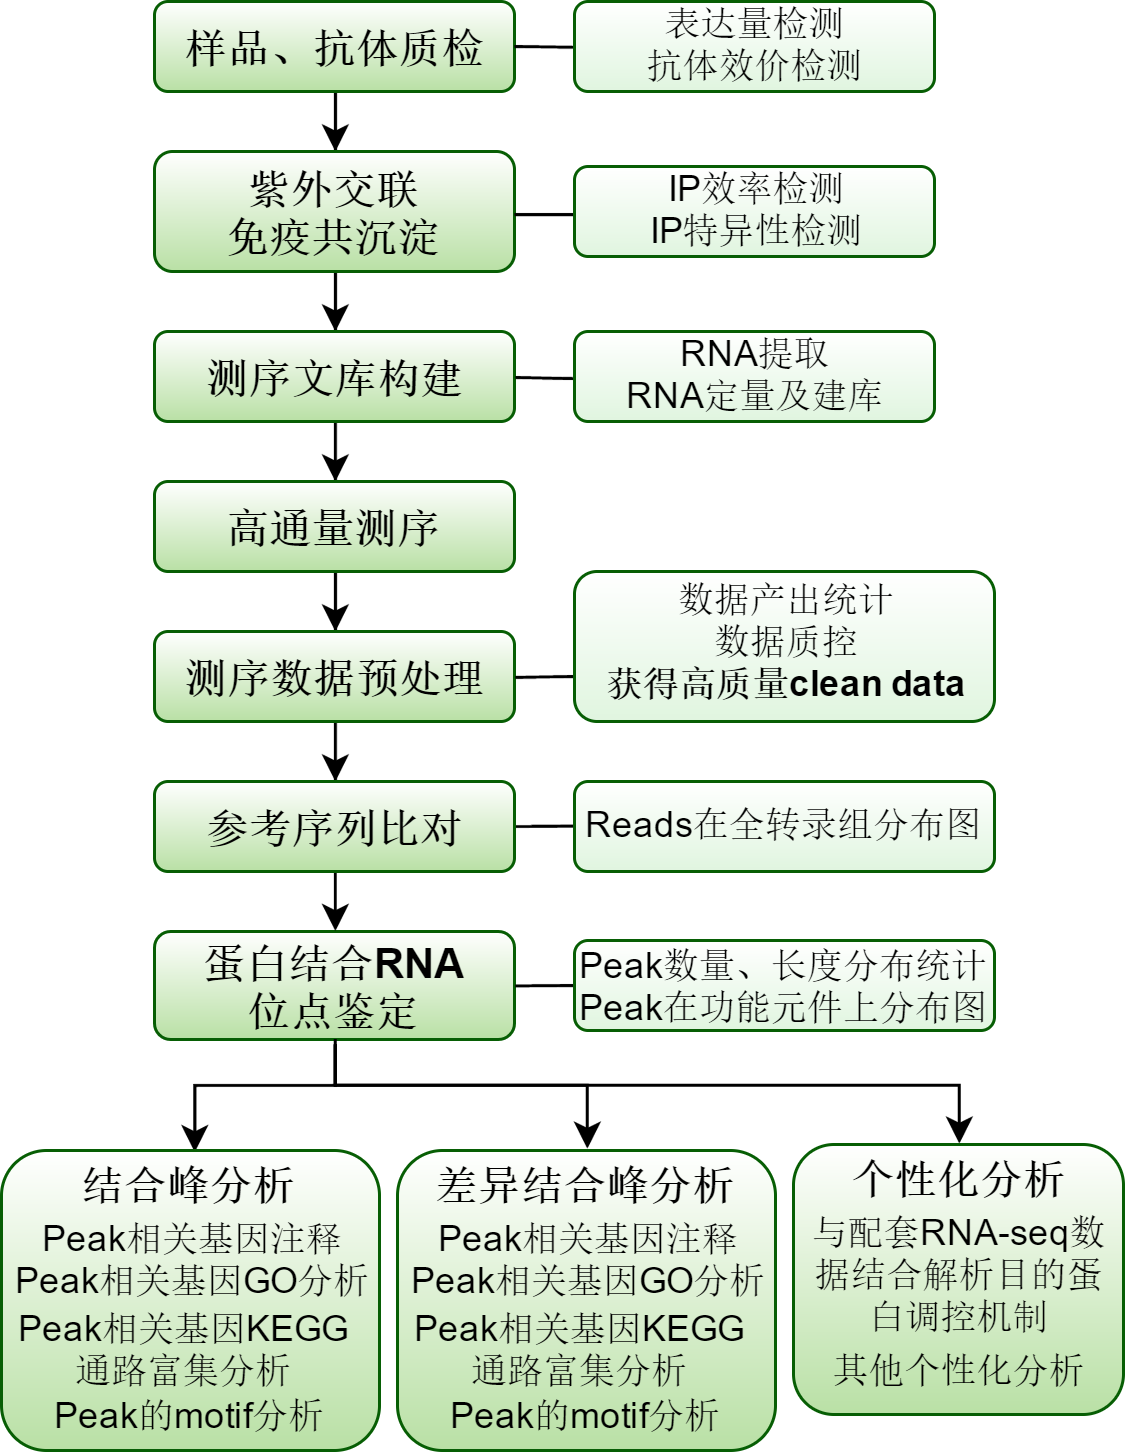 样品、抗体质检
表达量检测
抗体效价检测
紫外交联
免疫共沉淀
IP效率检测
IP特异性检测
测序文库构建
RNA提取
RNA定量及建库
高通量测序
测序数据预处理
数据产出统计
数据质控
获得高质量clean data
参考序列比对
Reads在全转录组分布图
蛋白结合RNA
位点鉴定
Peak数量、长度分布统计
Peak在功能元件上分布图
结合峰分析
Peak相关基因注释
Peak相关基因GO分析
Peak相关基因KEGG
通路富集分析
Peak的motif分析
差异结合峰分析
Peak相关基因注释
Peak相关基因GO分析
Peak相关基因KEGG
通路富集分析
Peak的motif分析
个性化分析
与配套RNA-seq数
据结合解析目的蛋
白调控机制
其他个性化分析